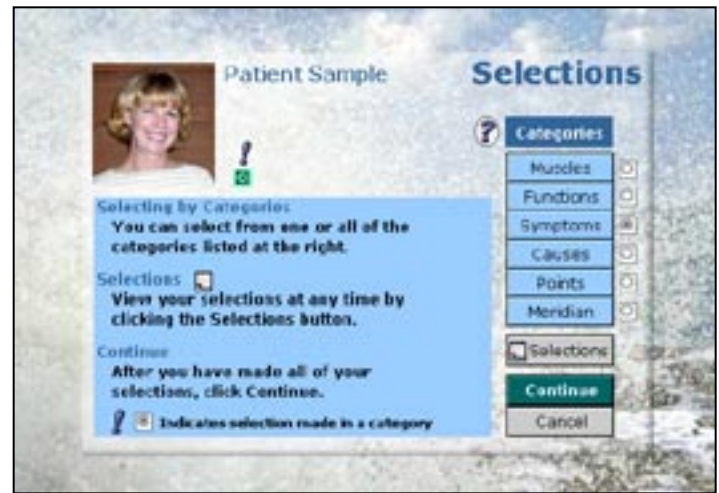 Patient Sample
Selections
Categories
Muscles
Functions
Symptoms
Causes
Points
Meridian
Selections
Continue
Cancel
Selecting by Categories
You can select from one or all of the
categories listed at the right.
Selections
View your selections at any time by
clicking the Selections button.
Continue
After you have made all of your
selections, click Continue.
Indicates selection made in a category